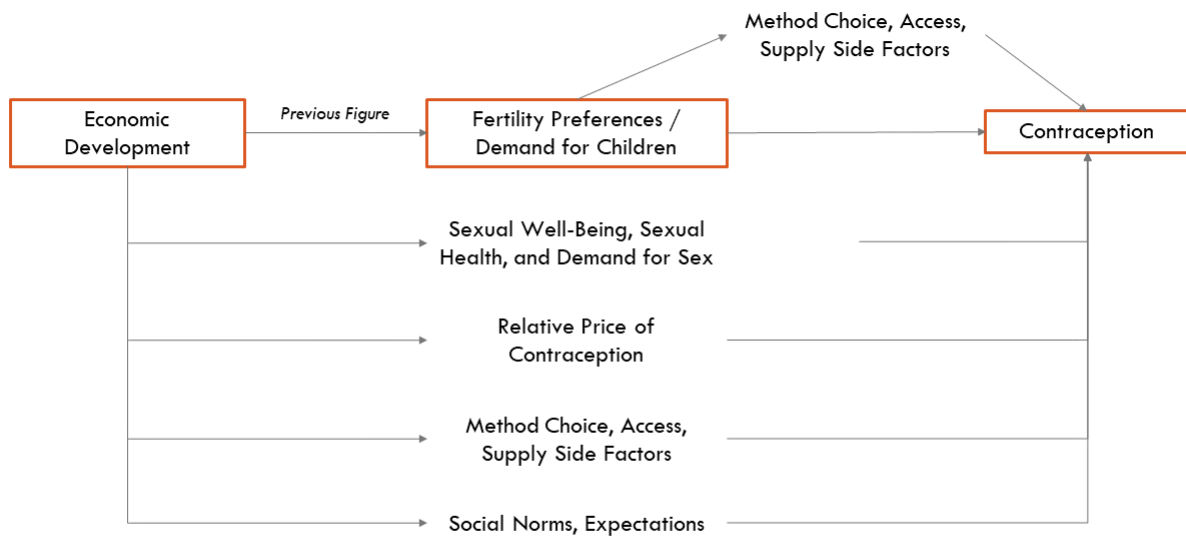 Method Choice, Access,
Supply Side Factors
Economic
Development
Previous Figure
Fertility Preferences /
Demand for Children
Contraception
Sexual Well-Being, Sexual
Health, and Demand for Sex
Relative Price of
Contraception
Method Choice, Access,
Supply Side Factors
Social Norms, Expectations